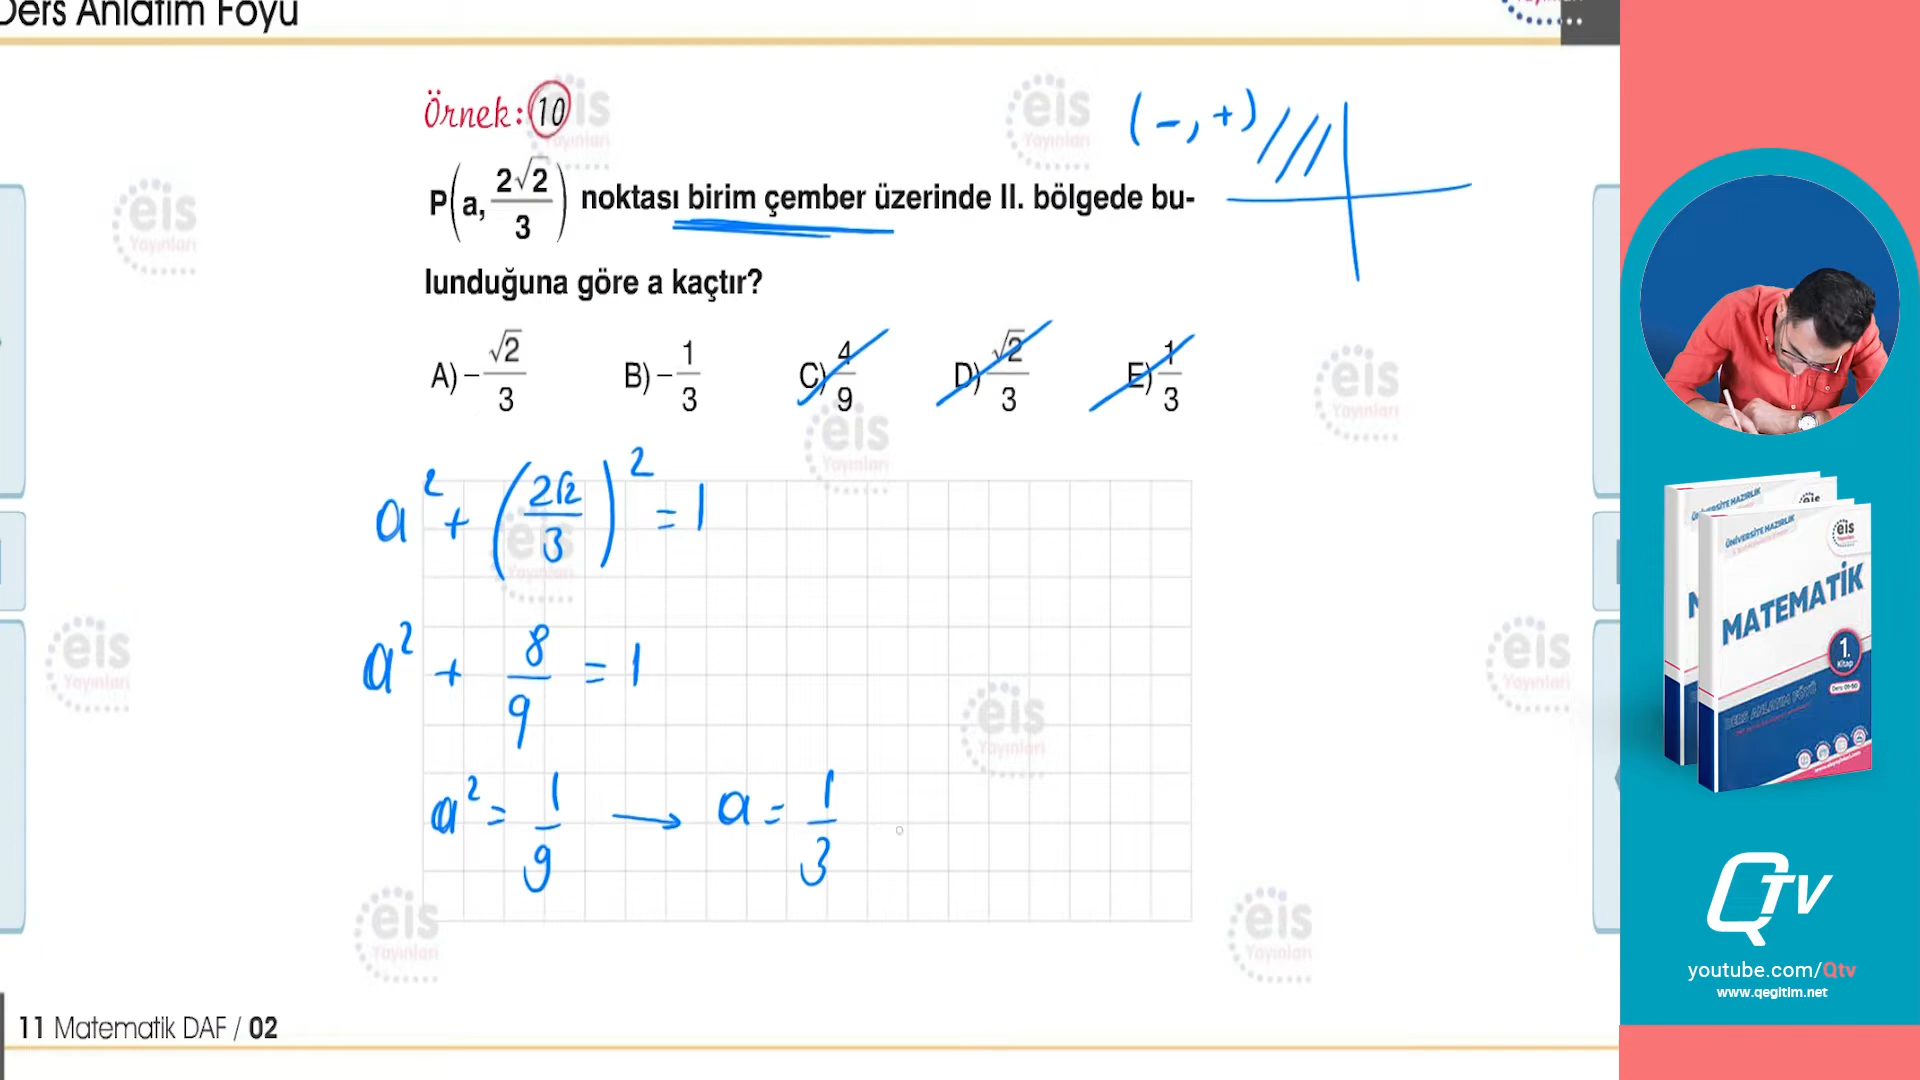 Ders Anlatım Föyü
Örnek: 10
P(a, 2√2/3) noktası birim çember üzerinde II. bölgede bu-
lunduğuna göre a kaçtır?
A) -√2/3 B) -1/3 C) 4/9 D) √2/3 E) 1/3
(-, +)
a² + (2√2/3)² = 1
a² + 8/9 = 1
a² = 1/9 → a = 1/3
11 Matematik DAF / 02
eis
Yayınları
ÜNİVERSİTE HAZIRLIK
eis
MATEMATİK
1.
Kitap
DERS ANLATIM FÖYÜ
QTV
youtube.com/Qtv
www.qegitim.net